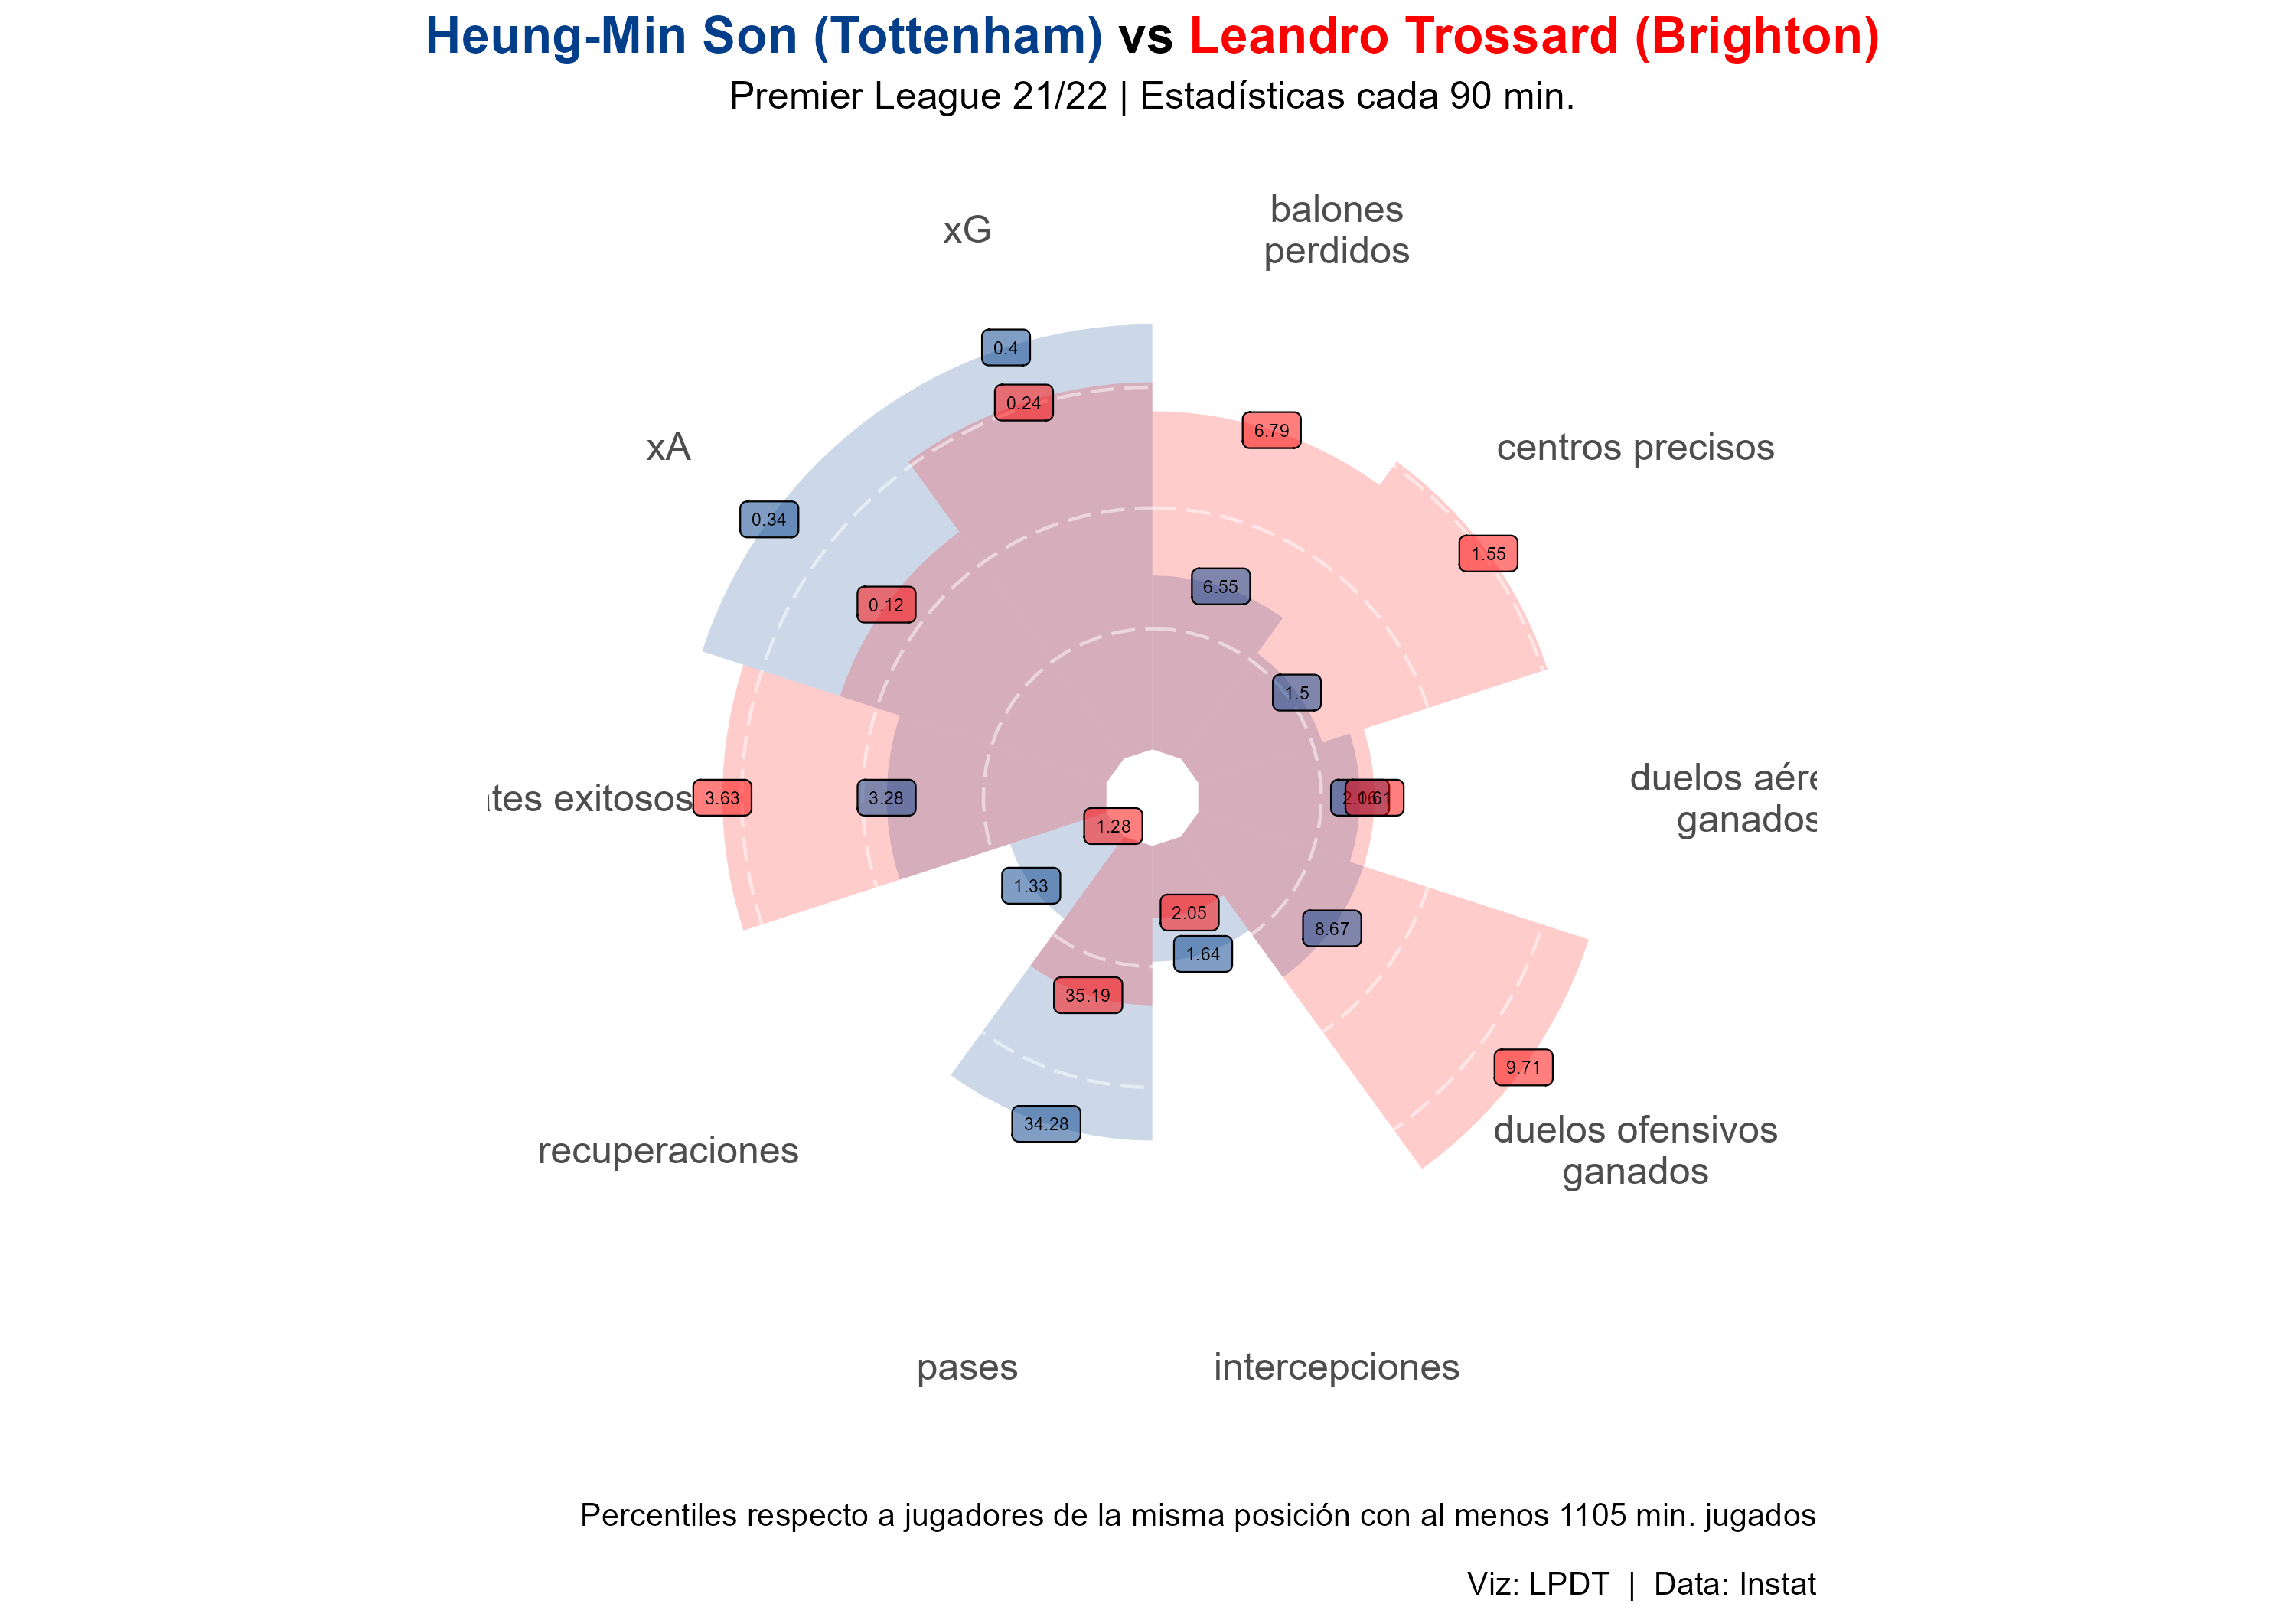 Heung-Min Son (Tottenham) vs Leandro Trossard (Brighton)
Premier League 21/22 | Estadísticas cada 90 min.
balones
perdidos
xG
xA
centros precisos
0.4
0.24
6.79
0.34
1.55
0.12
6.55
1.5
duelos
ganados
exitosos
3.63
3.28
1.61
1.28
1.33
2.05
1.64
8.67
35.19
34.28
9.71
duelos ofensivos
ganados
recuperaciones
pases
intercepciones
Percentiles respecto a jugadores de la misma posición con al menos 1105 min. jugados
Viz: LPDT | Data: Instat